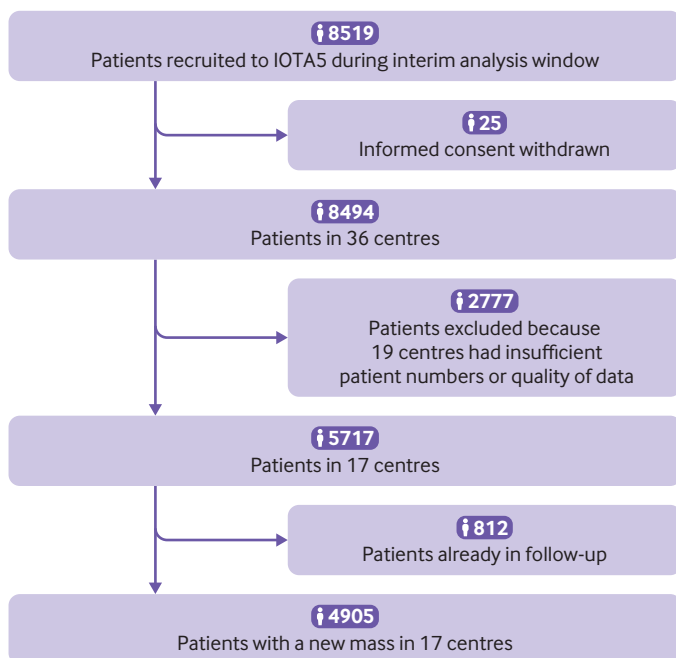 8519
Patients recruited to IOTA5 during interim analysis window
25
Informed consent withdrawn
8494
Patients in 36 centres
2777
Patients excluded because
19 centres had insufficient
patient numbers or quality of data
5717
Patients in 17 centres
812
Patients already in follow-up
4905
Patients with a new mass in 17 centres